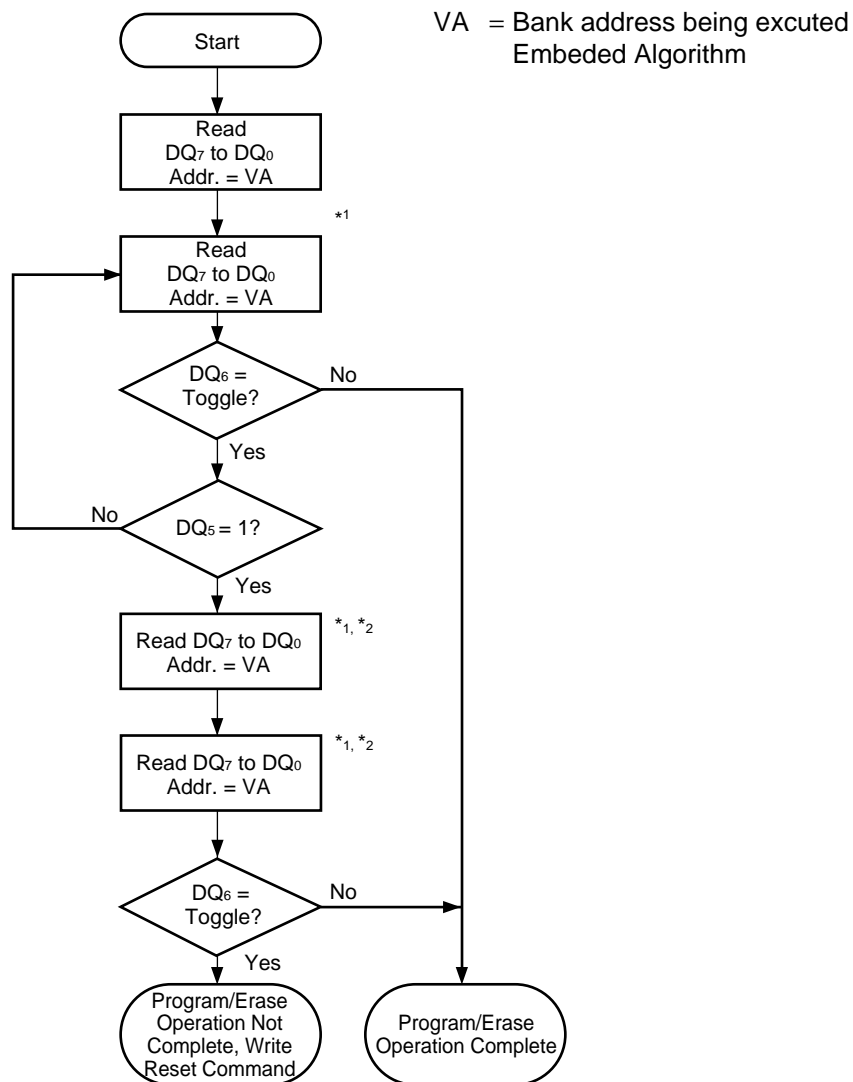 VA = Bank address being excuted
Embeded Algorithm
Start
Read
DQ7 to DQ0
Addr. = VA
*1
Read
DQ7 to DQ0
Addr. = VA
DQ6 =
Toggle?
No
Yes
No
DQ5 = 1?
Yes
Read DQ7 to DQ0
Addr. = VA
*1, *2
Read DQ7 to DQ0
Addr. = VA
*1, *2
DQ6 =
Toggle?
No
Yes
Program/Erase
Operation Not
Complete, Write
Reset Command
Program/Erase
Operation Complete